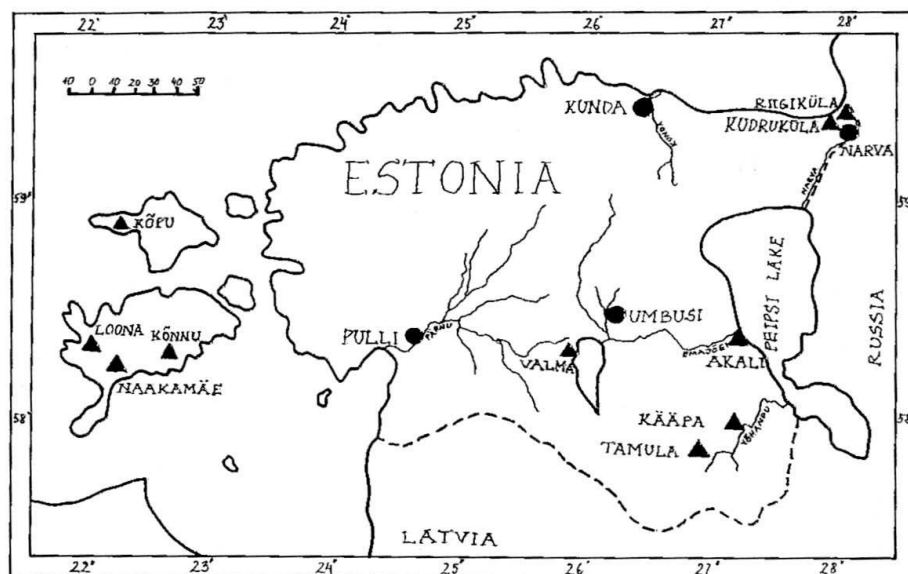 22° 23° 24° 25° 26° 27° 28°
10 0 10 20 30 40 50
KUNDA
RIIGIKÜLA
KUDRUKÜLA
NARVA
KUNDA
ESTONIA
NARVA
59° 59°
KÕPU
PEIPSI LAKE
RUSSIA
LOONA
KÕNNU
NAAKAMÄE
PULLI
PÄRNU
UMBUSI
VALMA
EMAJÕGI
AKALI
58° 58
KÄÄPA
VÕHANDU
TAMULA
LATVIA
22° 23° 24° 25° 26° 27° 28°